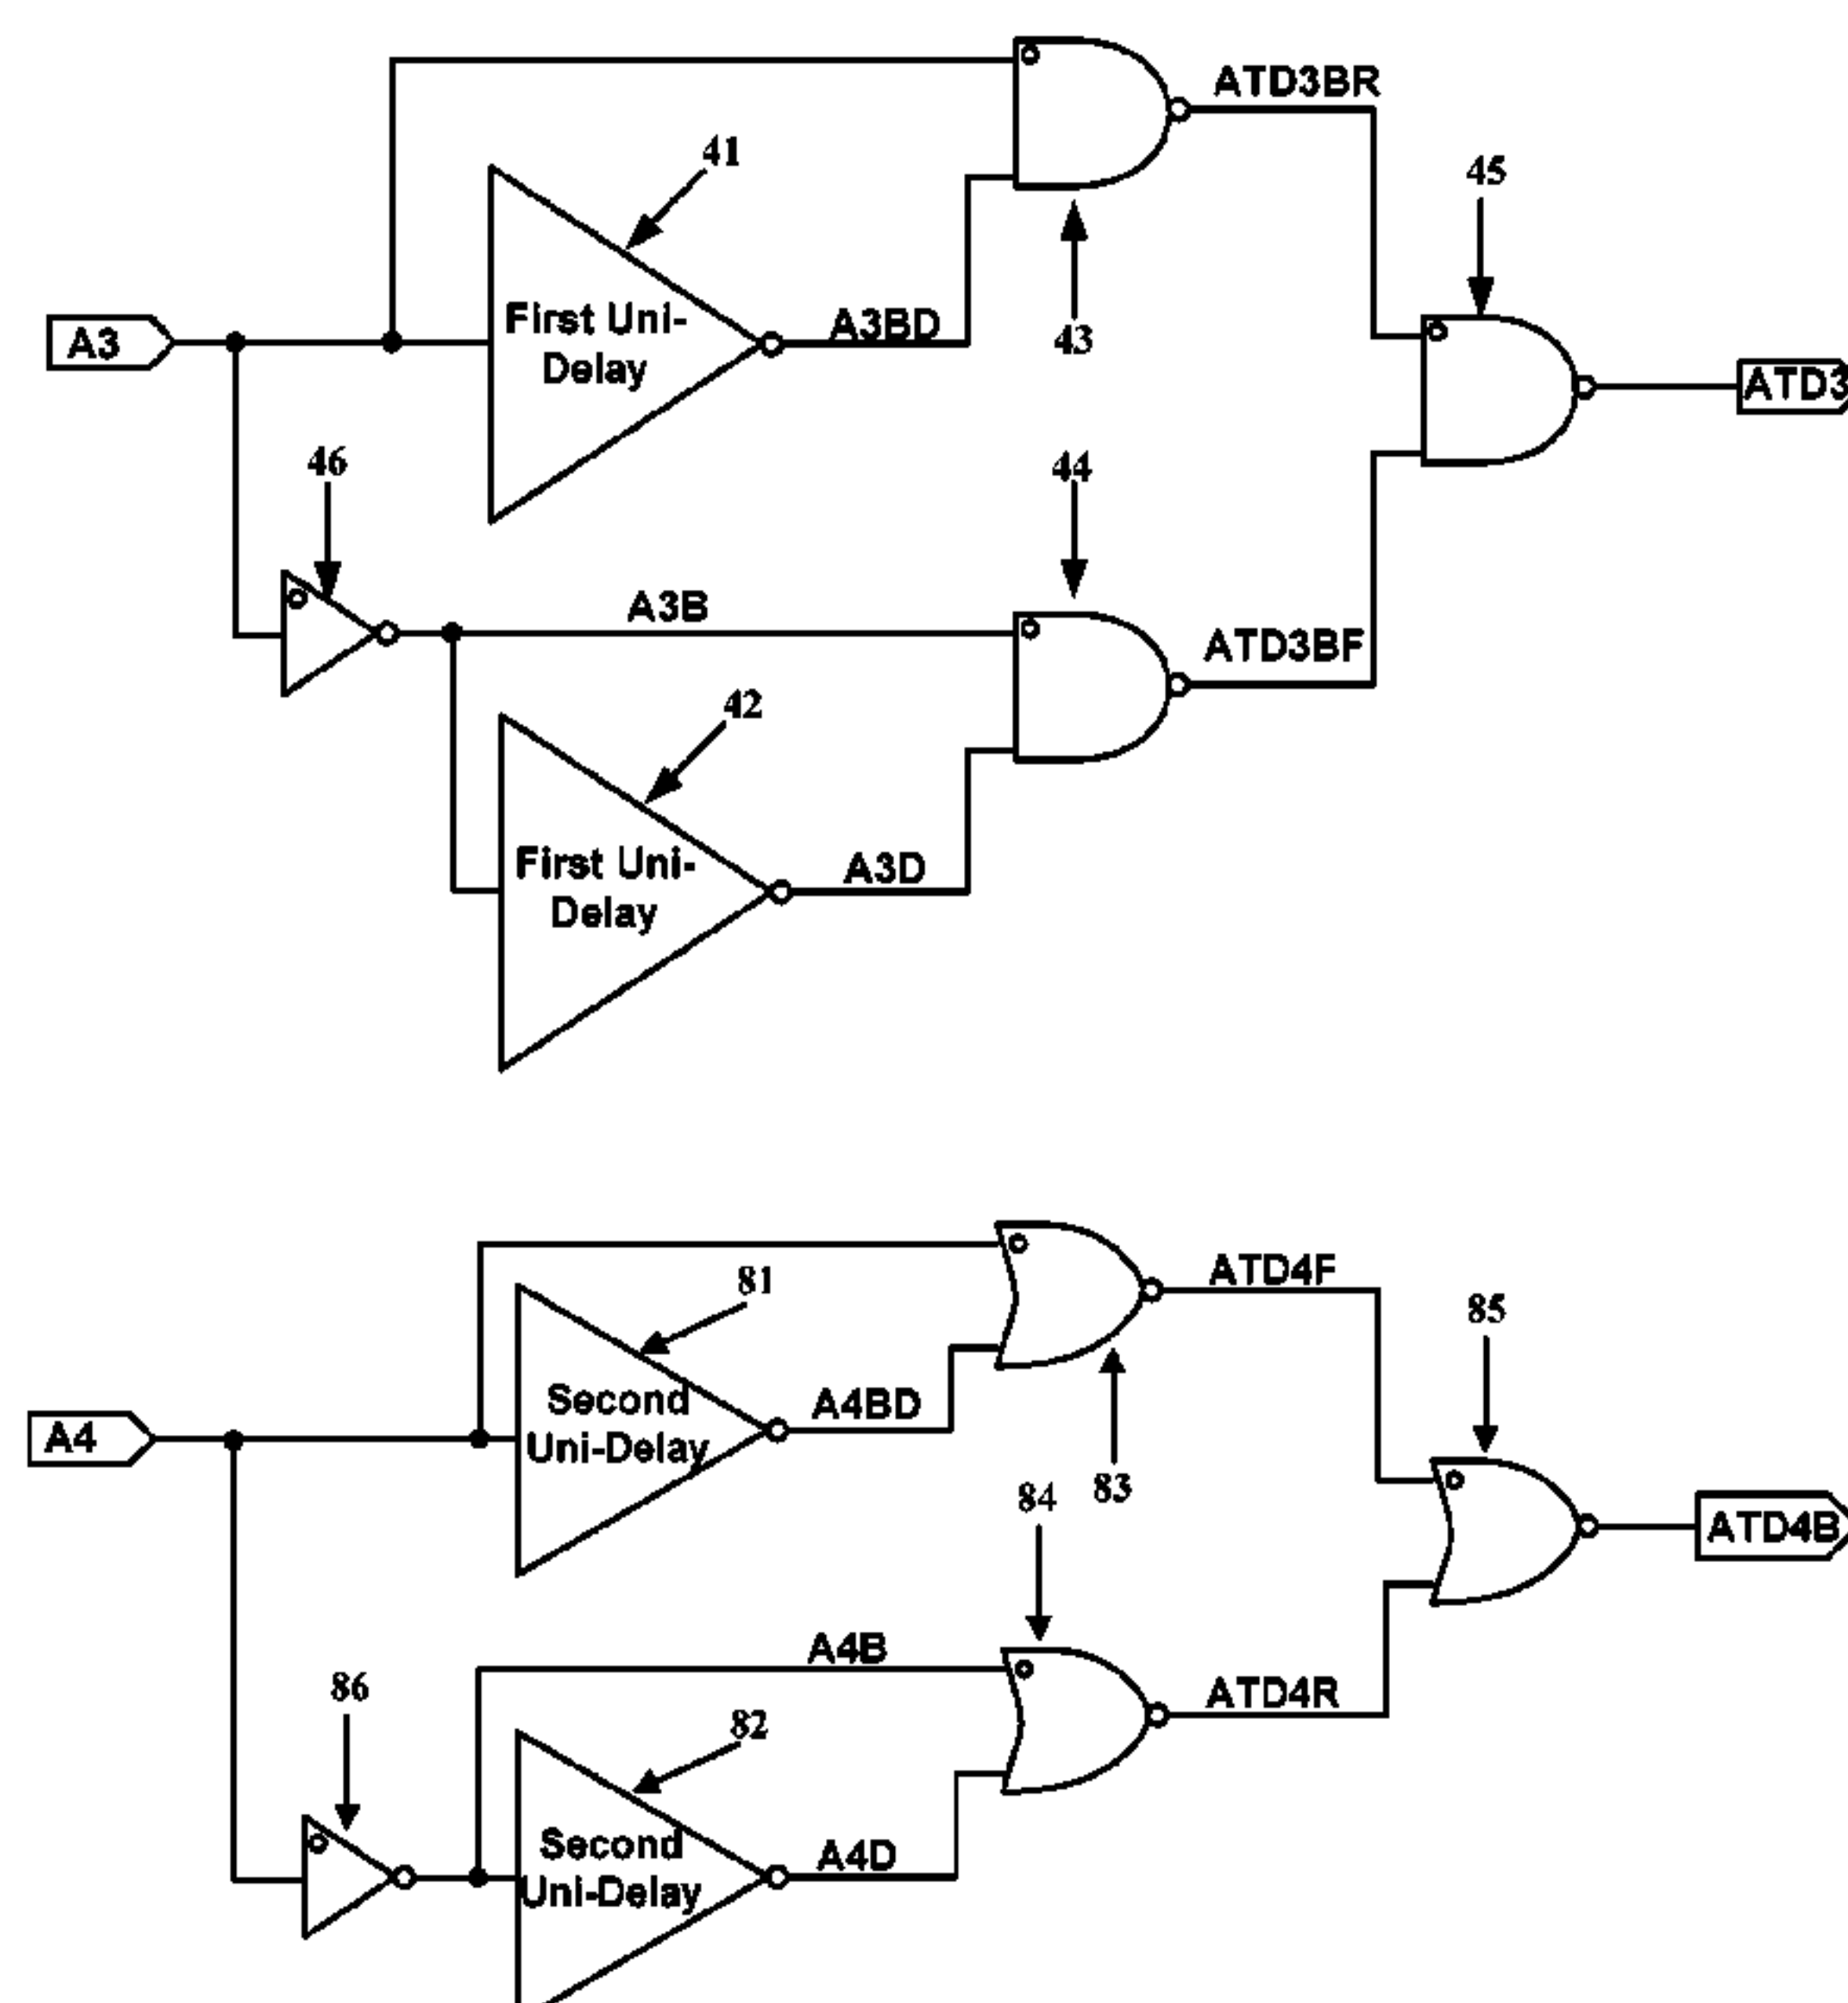 ATD3BR
41
45
First Uni-
Delay
A3BD
A3
43
ATD3
46
44
A3B
ATD3BF
42
First Uni-
Delay
A3D
ATD4F
81
85
Second
Uni-Delay
A4BD
A4
83
84
ATD4B
A4B
86
ATD4R
82
Second
Uni-Delay
A4D